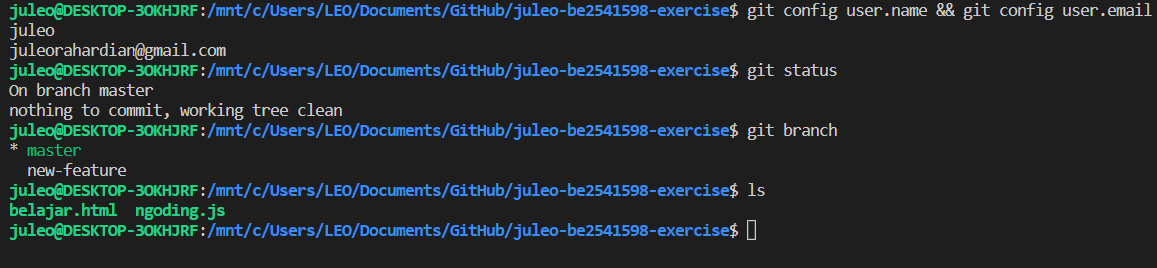 juleo@DESKTOP-3OKHJRF:/mnt/c/Users/LEO/Documents/GitHub/juleo-be2541598-exercise$ git config user.name && git config user.email
juleo
juleorahardian@gmail.com
juleo@DESKTOP-3OKHJRF:/mnt/c/Users/LEO/Documents/GitHub/juleo-be2541598-exercise$ git status
On branch master
nothing to commit, working tree clean
juleo@DESKTOP-3OKHJRF:/mnt/c/Users/LEO/Documents/GitHub/juleo-be2541598-exercise$ git branch
* master
  new-feature
juleo@DESKTOP-3OKHJRF:/mnt/c/Users/LEO/Documents/GitHub/juleo-be2541598-exercise$ ls
belajar.html  ngoding.js
juleo@DESKTOP-3OKHJRF:/mnt/c/Users/LEO/Documents/GitHub/juleo-be2541598-exercise$